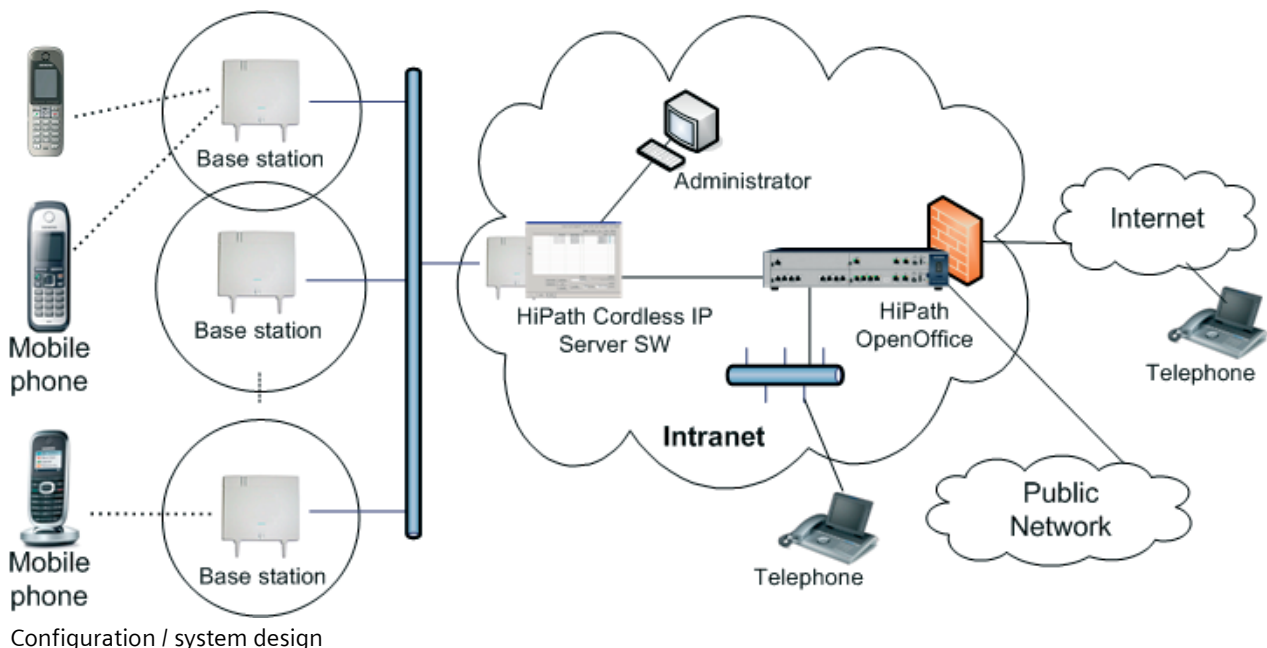 Base station
Administrator
Internet
Base station
HiPath Cordless IP
Server SW
HiPath
OpenOffice
Mobile
phone
Telephone
Intranet
Public
Network
Mobile
phone
Base station
Telephone
Configuration / system design